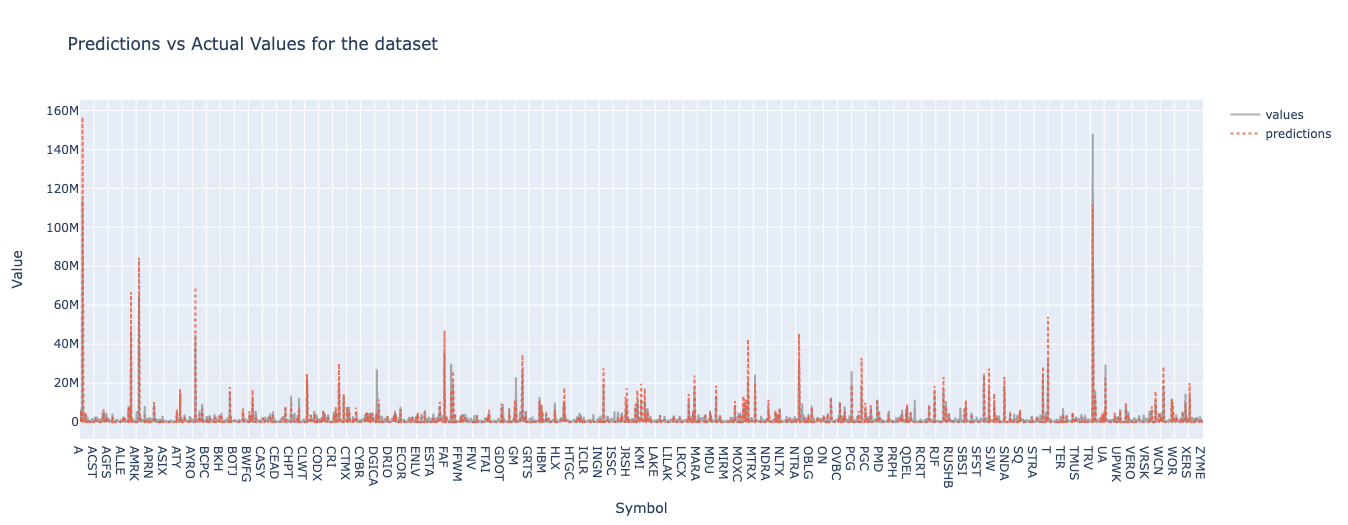 Predictions vs Actual Values for the dataset
160M
140M
120M
100M
80M
60M
40M
20M
0
Value
values
predictions
A
ACST
AGFS
ALLE
AMRK
APRN
ASIX
ATY
AYRO
BCPC
BKH
BOTJ
BWFG
CASY
CEAD
CHPT
CLWT
CODX
CRI
CTMX
CYBR
DGICA
DRIO
ECOR
ENLV
ESTA
FAF
FFWM
FNV
FTAI
GDOT
GM
GRTS
HBM
HLX
HTGC
ICLR
INGN
ISSC
JRSH
KMI
LAKE
LILAK
LRCX
MARA
MDU
MIRM
MOXC
MTRX
NDRA
NLTX
NTRA
OBLG
ON
OVBC
PCG
PGC
PMD
PRPH
QDEL
RCRT
RJF
RUSHB
SBSI
SFST
SJW
SNDA
SQ
STRA
T
TER
TMUS
TRV
UA
UPWK
VERO
VRSK
WCN
WOR
XERS
ZYME
Symbol